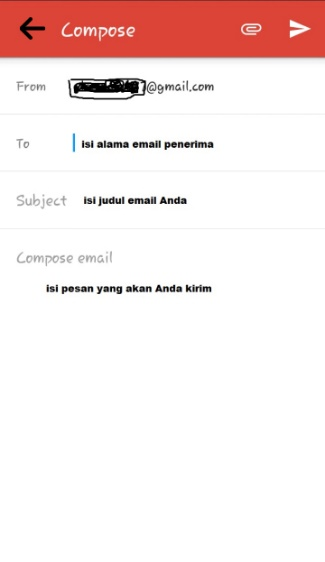 Compose
From @gmail.com
To isi alama email penerima
Subject isi judul email Anda
Compose email
isi pesan yang akan Anda kirim